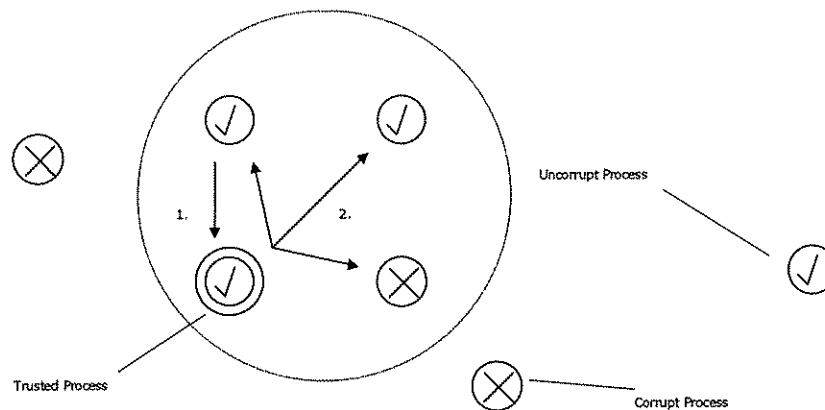 Uncorrupt Process
1.
2.
Trusted Process
Corrupt Process